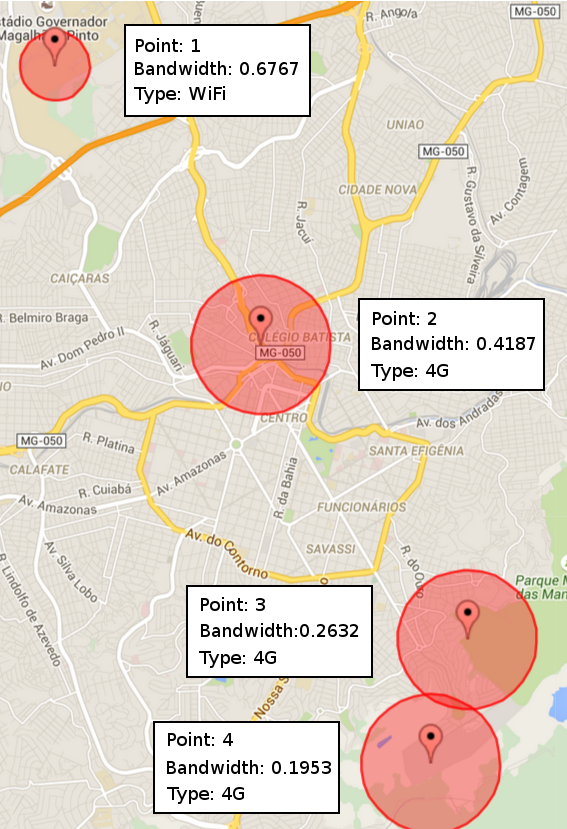 stádio Governador
Magalhães Pinto
Point: 1
Bandwidth: 0.6767
Type: WiFi
R. Angola
MG-050
UNIAO
MG-050
CIDADE NOVA
Av. Contagem
R. Gustavo da Silveira
R. Jacuí
CAIÇARAS
R. Belmiro Braga
Av. Dom Pedro II
R. Jáguari
COLÉGIO BATISTA
MG-050
Point: 2
Bandwidth: 0.4187
Type: 4G
IO
CENTRO
Av. dos Andradas
MG-050
R. Platina
SANTA EFIGÊNIA
CALAFATE
Av. Amazonas
R. Cuiabá
R. da Bahia
Av. Amazonas
FUNCIONÁRIOS
Av. do Contorno
SAVASSI
Av. Silva Lobo
R. Lindolfo de Azevedo
R. do Ouro
o
Parque M
das Man
Point: 3
Bandwidth:0.2632
Type: 4G
Nossa S
Point: 4
Bandwidth: 0.1953
Type: 4G